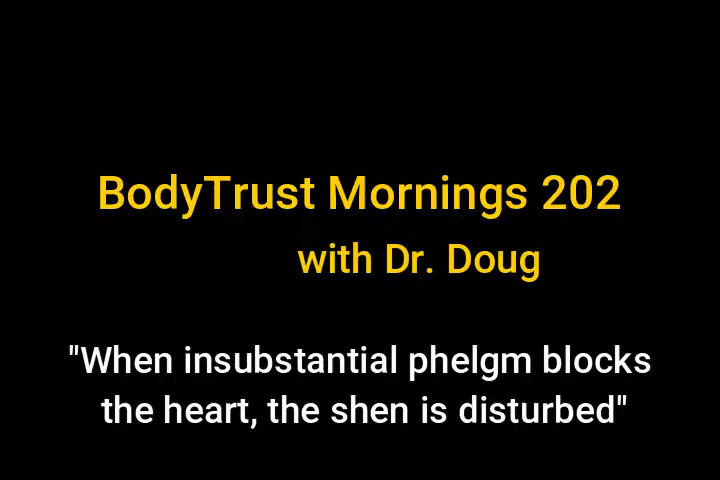 BodyTrust Mornings 202
with Dr. Doug
"When insubstantial phelgm blocks
the heart, the shen is disturbed"